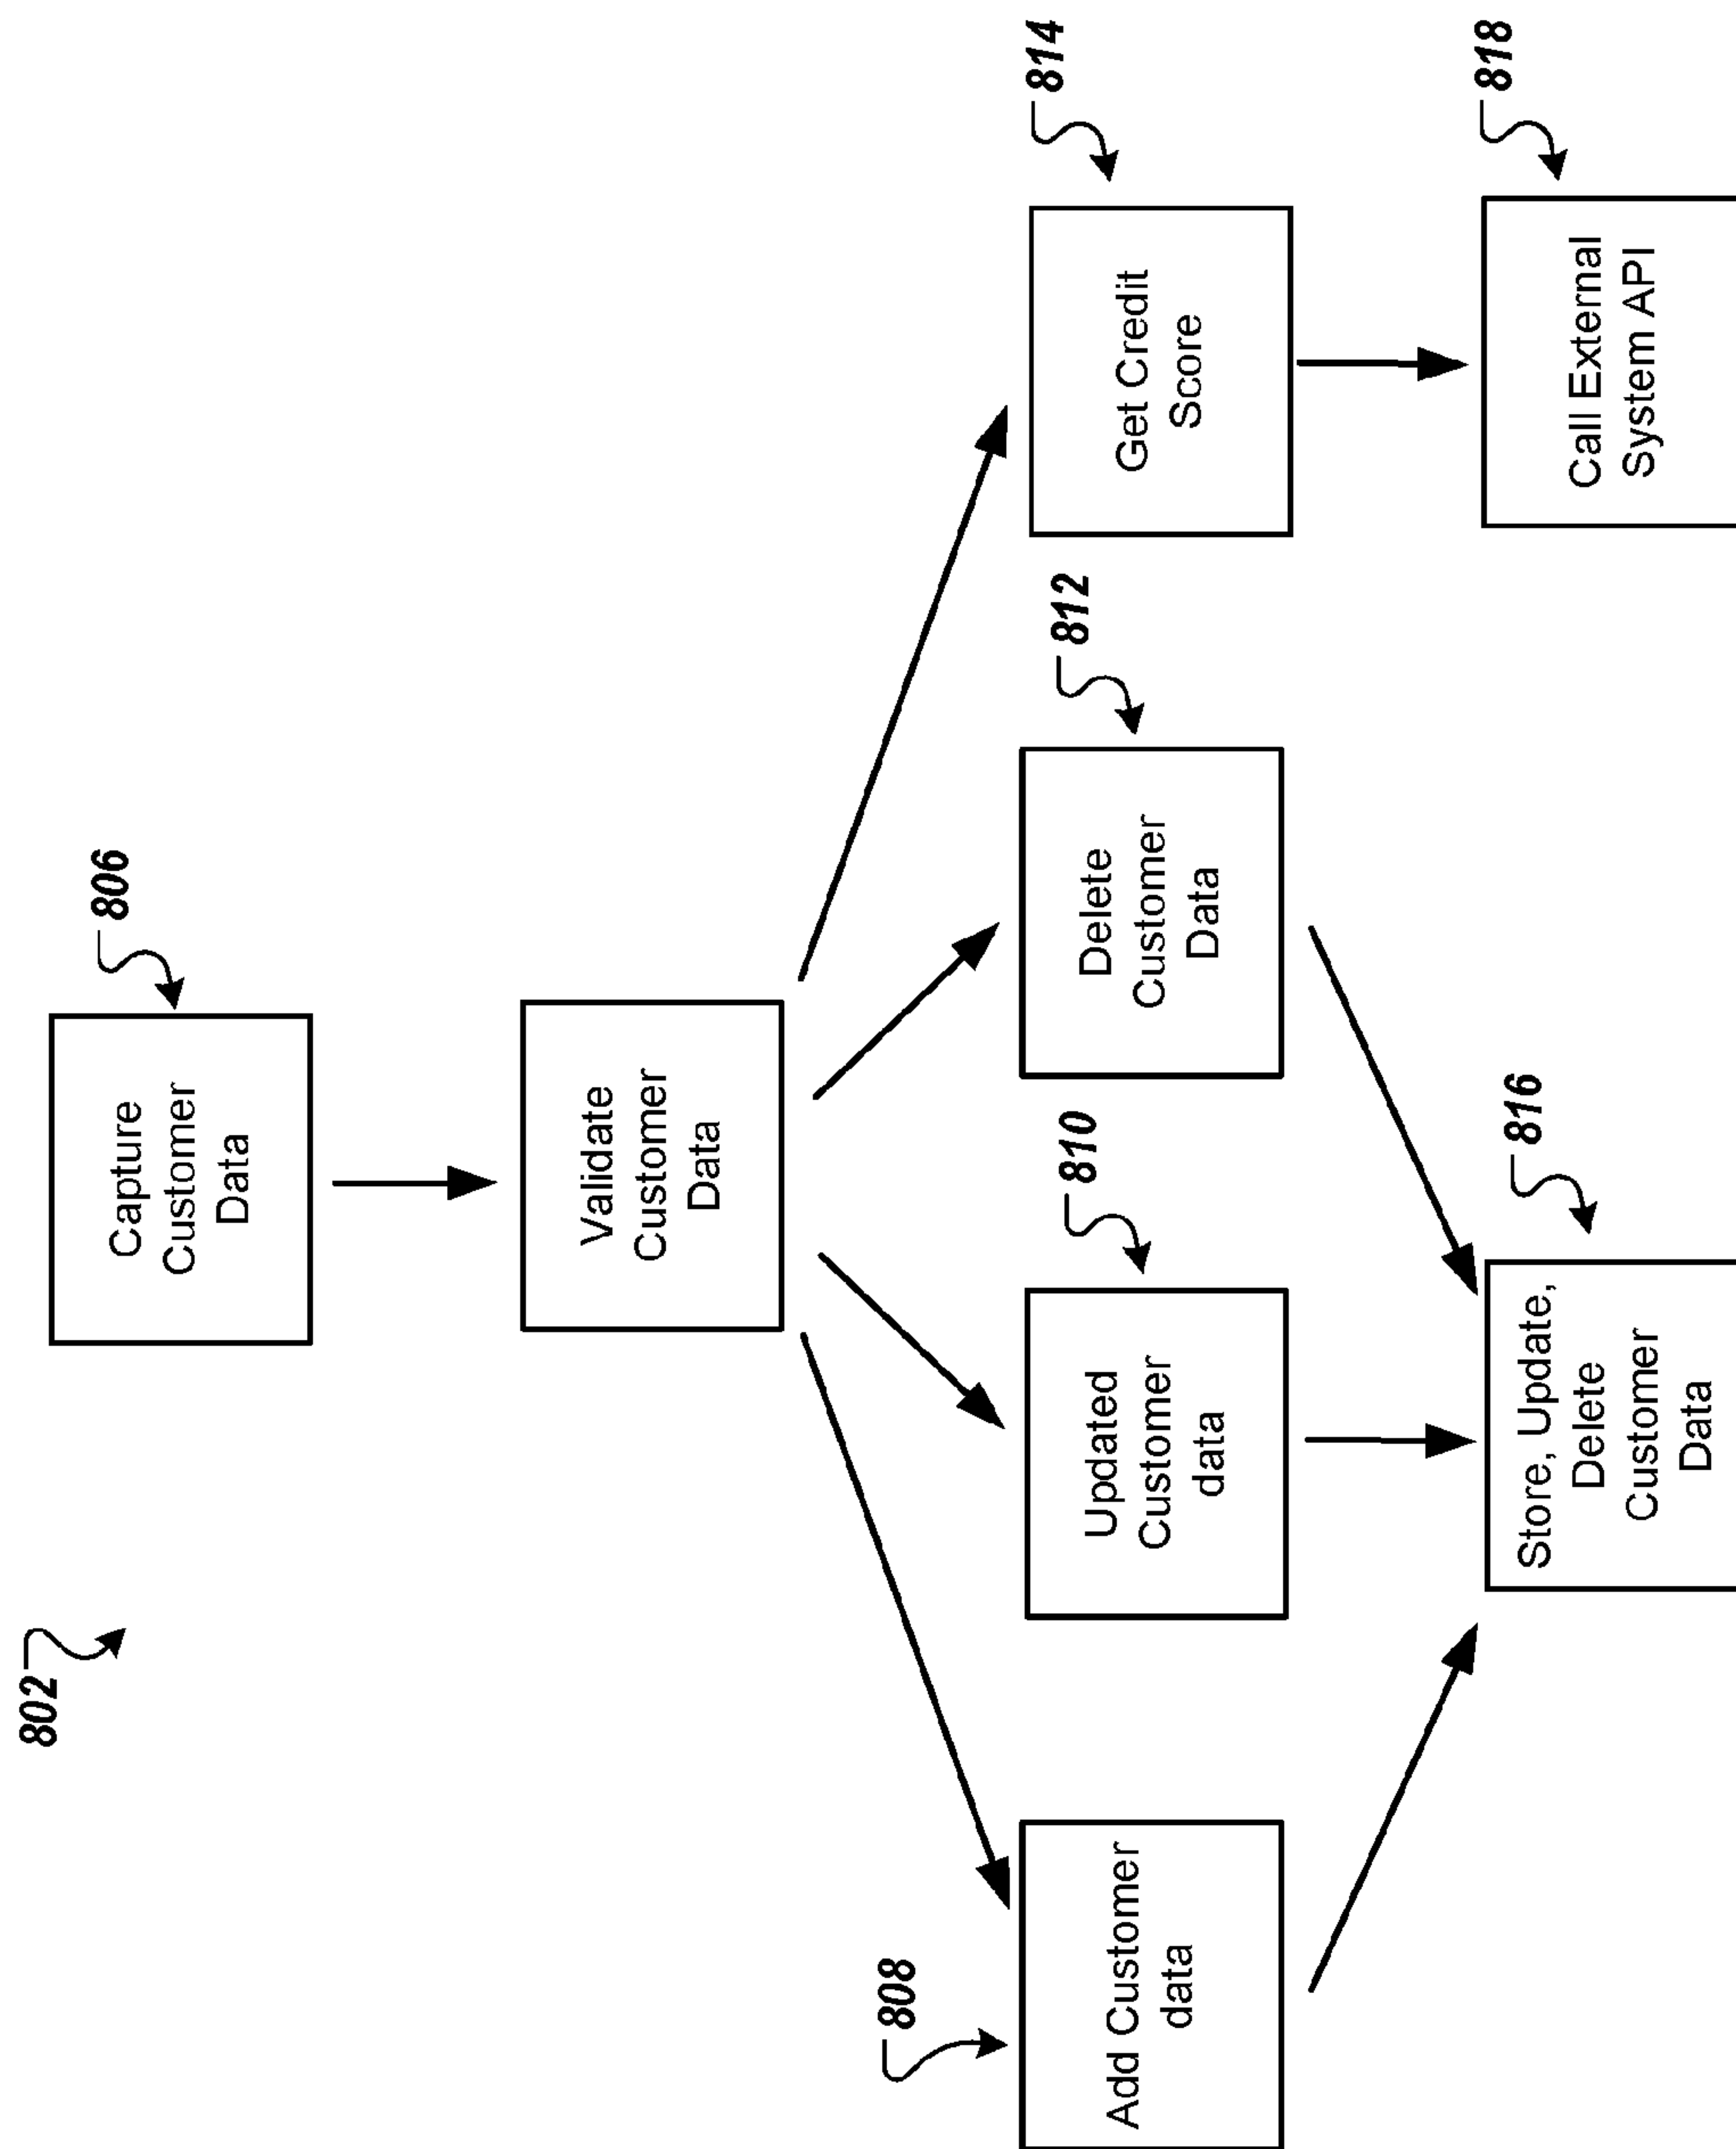 802
Capture
Customer
Data
806
Validate
Customer
Data
808
Add Customer
data
Updated
Customer
data
810
Delete
Customer
Data
812
Get Credit
Score
814
Store, Update,
Delete
Customer
Data
816
Call External
System API
818